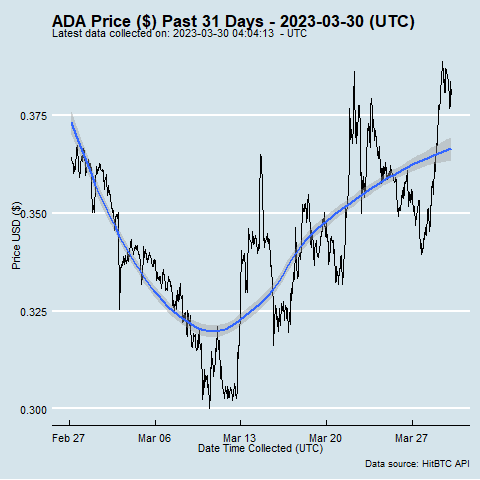 ADA Price ($) Past 31 Days - 2023-03-30 (UTC)
Latest data collected on: 2023-03-30 04:04:13 - UTC
Price USD ($)
0.375
0.350
0.325
0.300
Feb 27 Mar 06 Mar 13 Mar 20 Mar 27
Date Time Collected (UTC)
Data source: HitBTC API